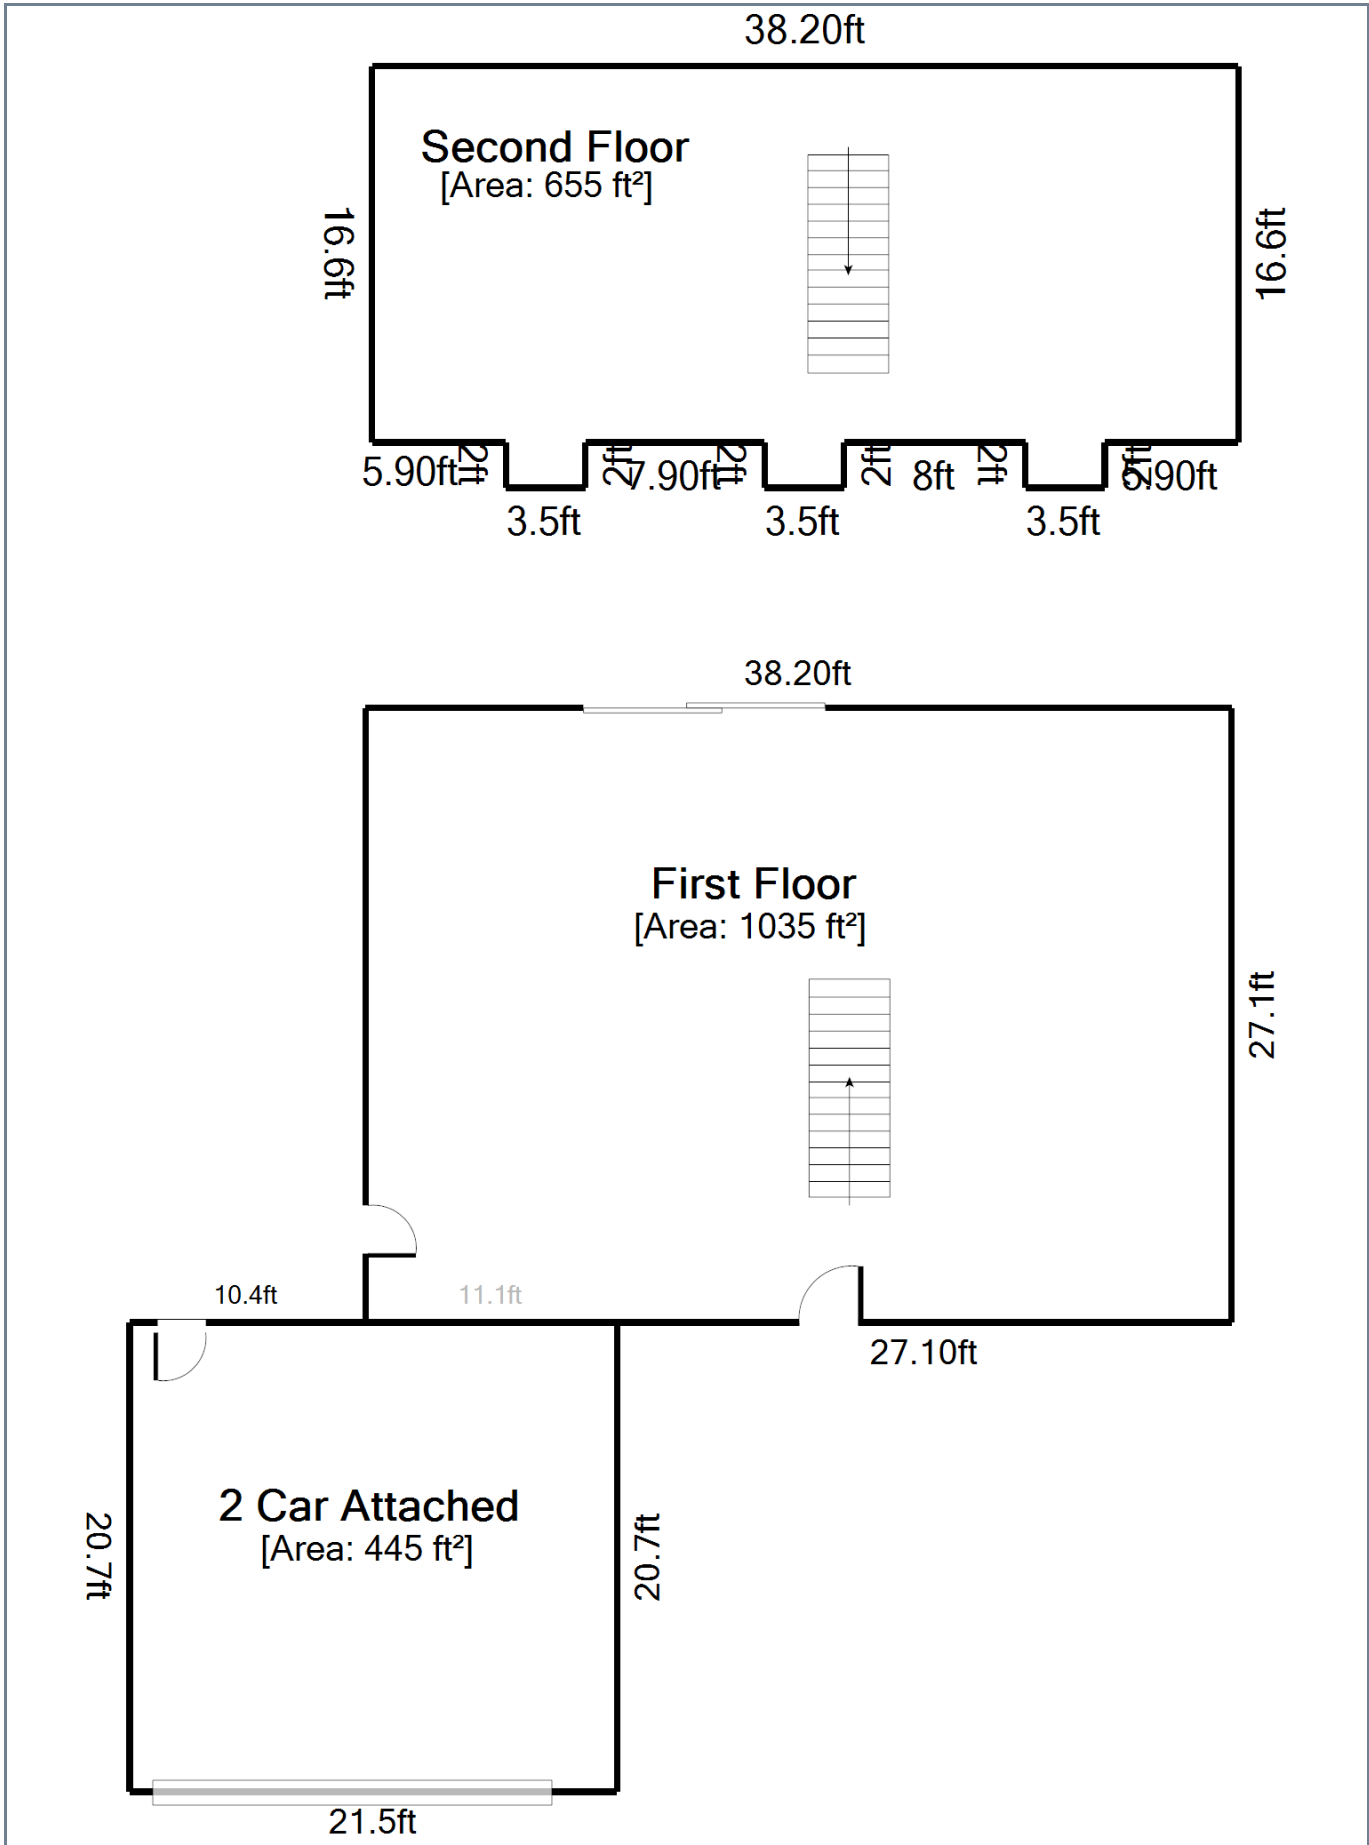 38.20ft
Second Floor
[Area: 655 ft²]
16.6ft
16.6ft
5.90ft
2ft
2ft
7.90ft
2ft
2ft
8ft
2ft
2ft
5.90ft
3.5ft
3.5ft
3.5ft
38.20ft
First Floor
[Area: 1035 ft²]
27.1ft
10.4ft
11.1ft
27.10ft
2 Car Attached
[Area: 445 ft²]
20.7ft
20.7ft
21.5ft